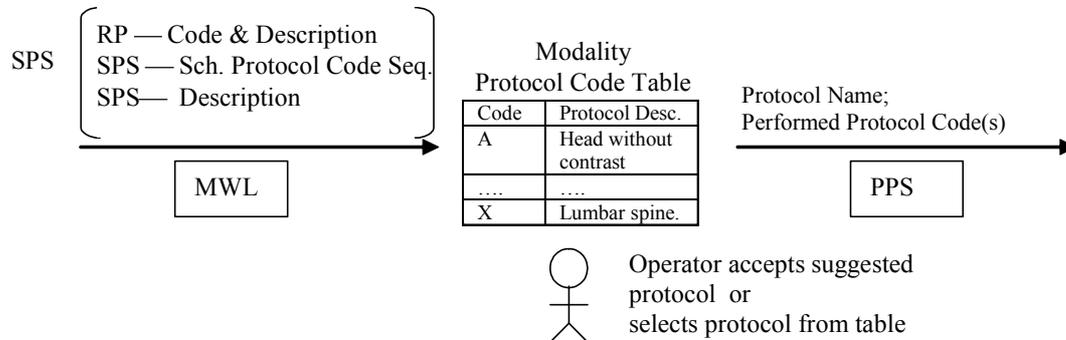 SPS
RP — Code & Description
SPS — Sch. Protocol Code Seq.
SPS— Description
MWL
Modality
Protocol Code Table
Code Protocol Desc.
A Head without
contrast
…. ….
X Lumbar spine.
Protocol Name;
Performed Protocol Code(s)
PPS
Operator accepts suggested
protocol or
selects protocol from table